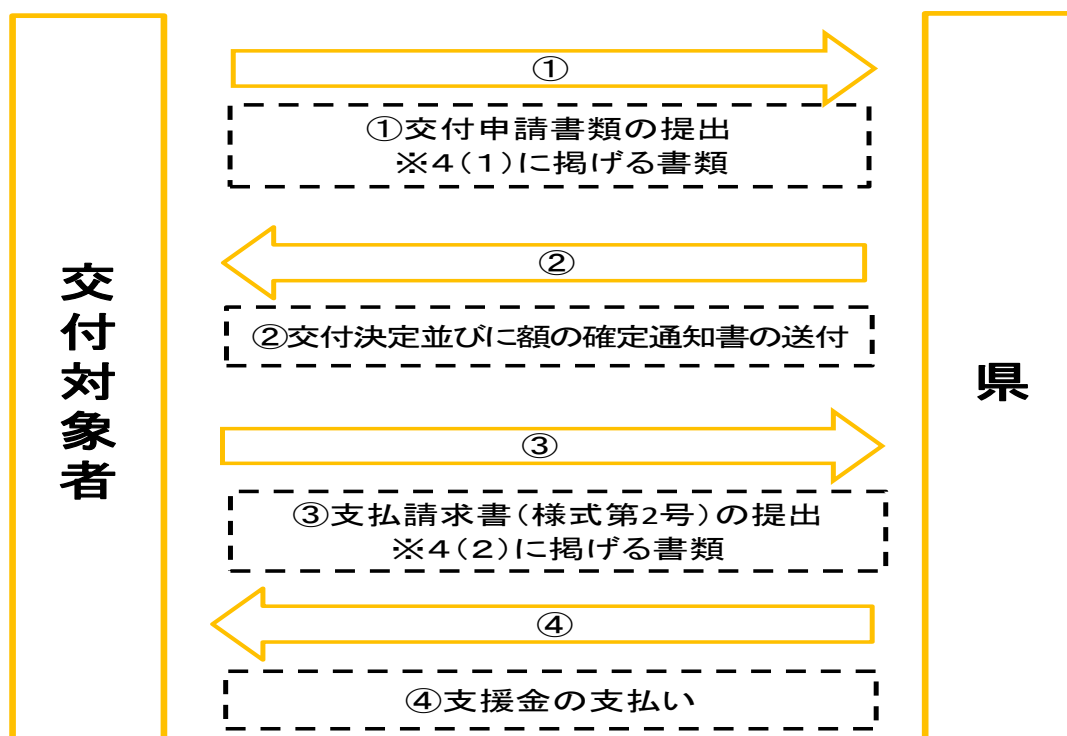 交付対象者
①
①交付申請書類の提出
※4(1)に掲げる書類
②
②交付決定並びに額の確定通知書の送付
③
③支払請求書(様式第2号)の提出
※4(2)に掲げる書類
④
④支援金の支払い
県